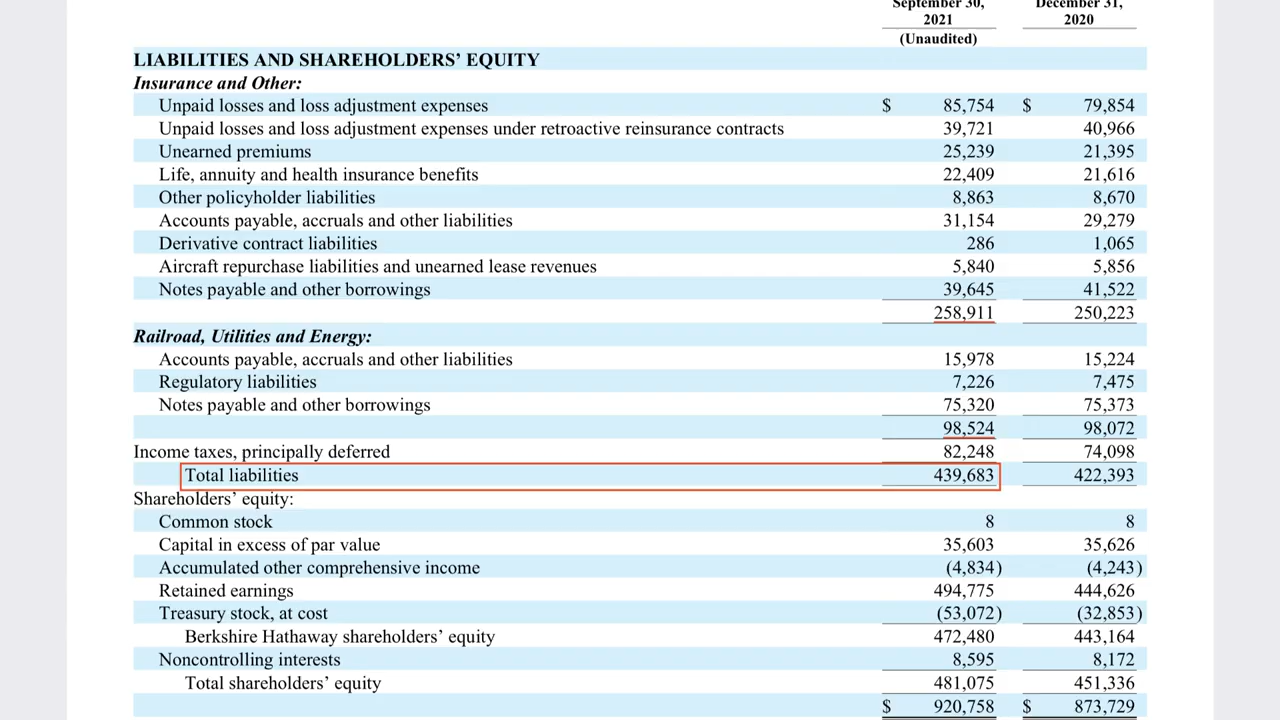 September 30, December 31,
2021 2020
(Unaudited)
LIABILITIES AND SHAREHOLDERS’ EQUITY
Insurance and Other:
Unpaid losses and loss adjustment expenses $ 85,754 $ 79,854
Unpaid losses and loss adjustment expenses under retroactive reinsurance contracts 39,721 40,966
Unearned premiums 25,239 21,395
Life, annuity and health insurance benefits 22,409 21,616
Other policyholder liabilities 8,863 8,670
Accounts payable, accruals and other liabilities 31,154 29,279
Derivative contract liabilities 286 1,065
Aircraft repurchase liabilities and unearned lease revenues 5,840 5,856
Notes payable and other borrowings 39,645 41,522
258,911 250,223
Railroad, Utilities and Energy:
Accounts payable, accruals and other liabilities 15,978 15,224
Regulatory liabilities 7,226 7,475
Notes payable and other borrowings 75,320 75,373
98,524 98,072
Income taxes, principally deferred 82,248 74,098
Total liabilities 439,683 422,393
Shareholders’ equity:
Common stock 8 8
Capital in excess of par value 35,603 35,626
Accumulated other comprehensive income (4,834) (4,243)
Retained earnings 494,775 444,626
Treasury stock, at cost (53,072) (32,853)
Berkshire Hathaway shareholders’ equity 472,480 443,164
Noncontrolling interests 8,595 8,172
Total shareholders’ equity 481,075 451,336
$ 920,758 $ 873,729